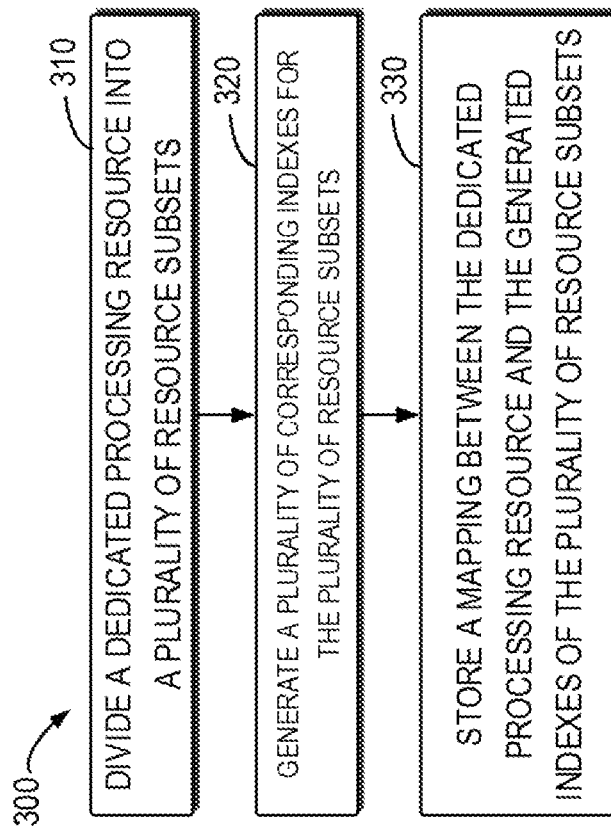 300
310
DIVIDE A DEDICATED PROCESSING RESOURCE INTO
A PLURALITY OF RESOURCE SUBSETS
320
GENERATE A PLURALITY OF CORRESPONDING INDEXES FOR
THE PLURALITY OF RESOURCE SUBSETS
330
STORE A MAPPING BETWEEN THE DEDICATED
PROCESSING RESOURCE AND THE GENERATED
INDEXES OF THE PLURALITY OF RESOURCE SUBSETS